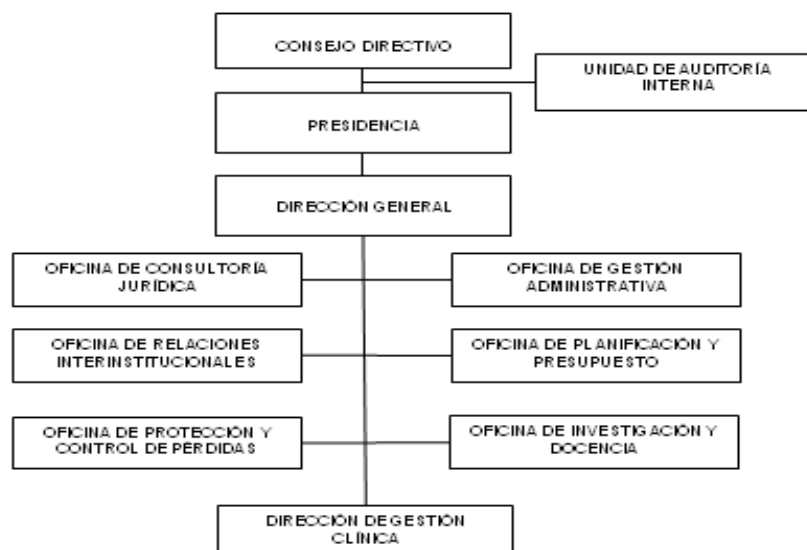 CONSEJO DIRECTIVO
UNIDAD DE AUDITORÍA
INTERNA
PRESIDENCIA
DIRECCIÓN GENERAL
OFICINA DE CONSULTORÍA
JURÍDICA
OFICINA DE GESTIÓN
ADMINISTRATIVA
OFICINA DE RELACIONES
INTERINSTITUCIONALES
OFICINA DE PLANIFICACIÓN Y
PRESUPUESTO
OFICINA DE PROTECCIÓN Y
CONTROL DE PÉRDIDAS
OFICINA DE INVESTIGACIÓN Y
DOCENCIA
DIRECCIÓN DE GESTIÓN
CLÍNICA